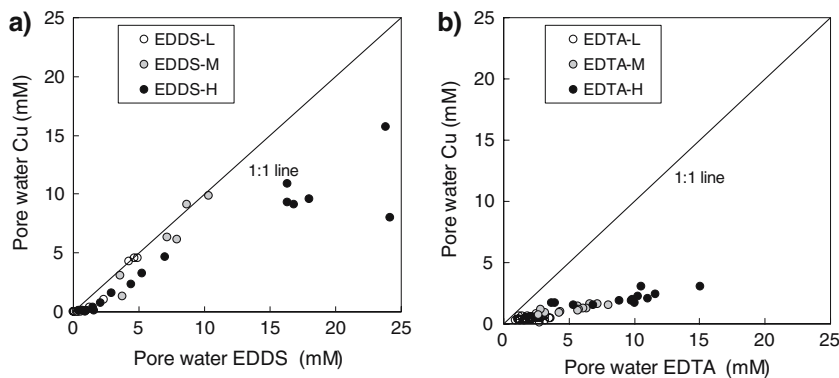 a)
25
20
15
10
5
0
Pore water Cu (mM)
EDDS-L
EDDS-M
EDDS-H
1:1 line
0 5 10 15 20 25
Pore water EDDS (mM)
b)
25
20
15
10
5
0
Pore water Cu (mM)
EDTA-L
EDTA-M
EDTA-H
1:1 line
0 5 10 15 20 25
Pore water EDTA (mM)